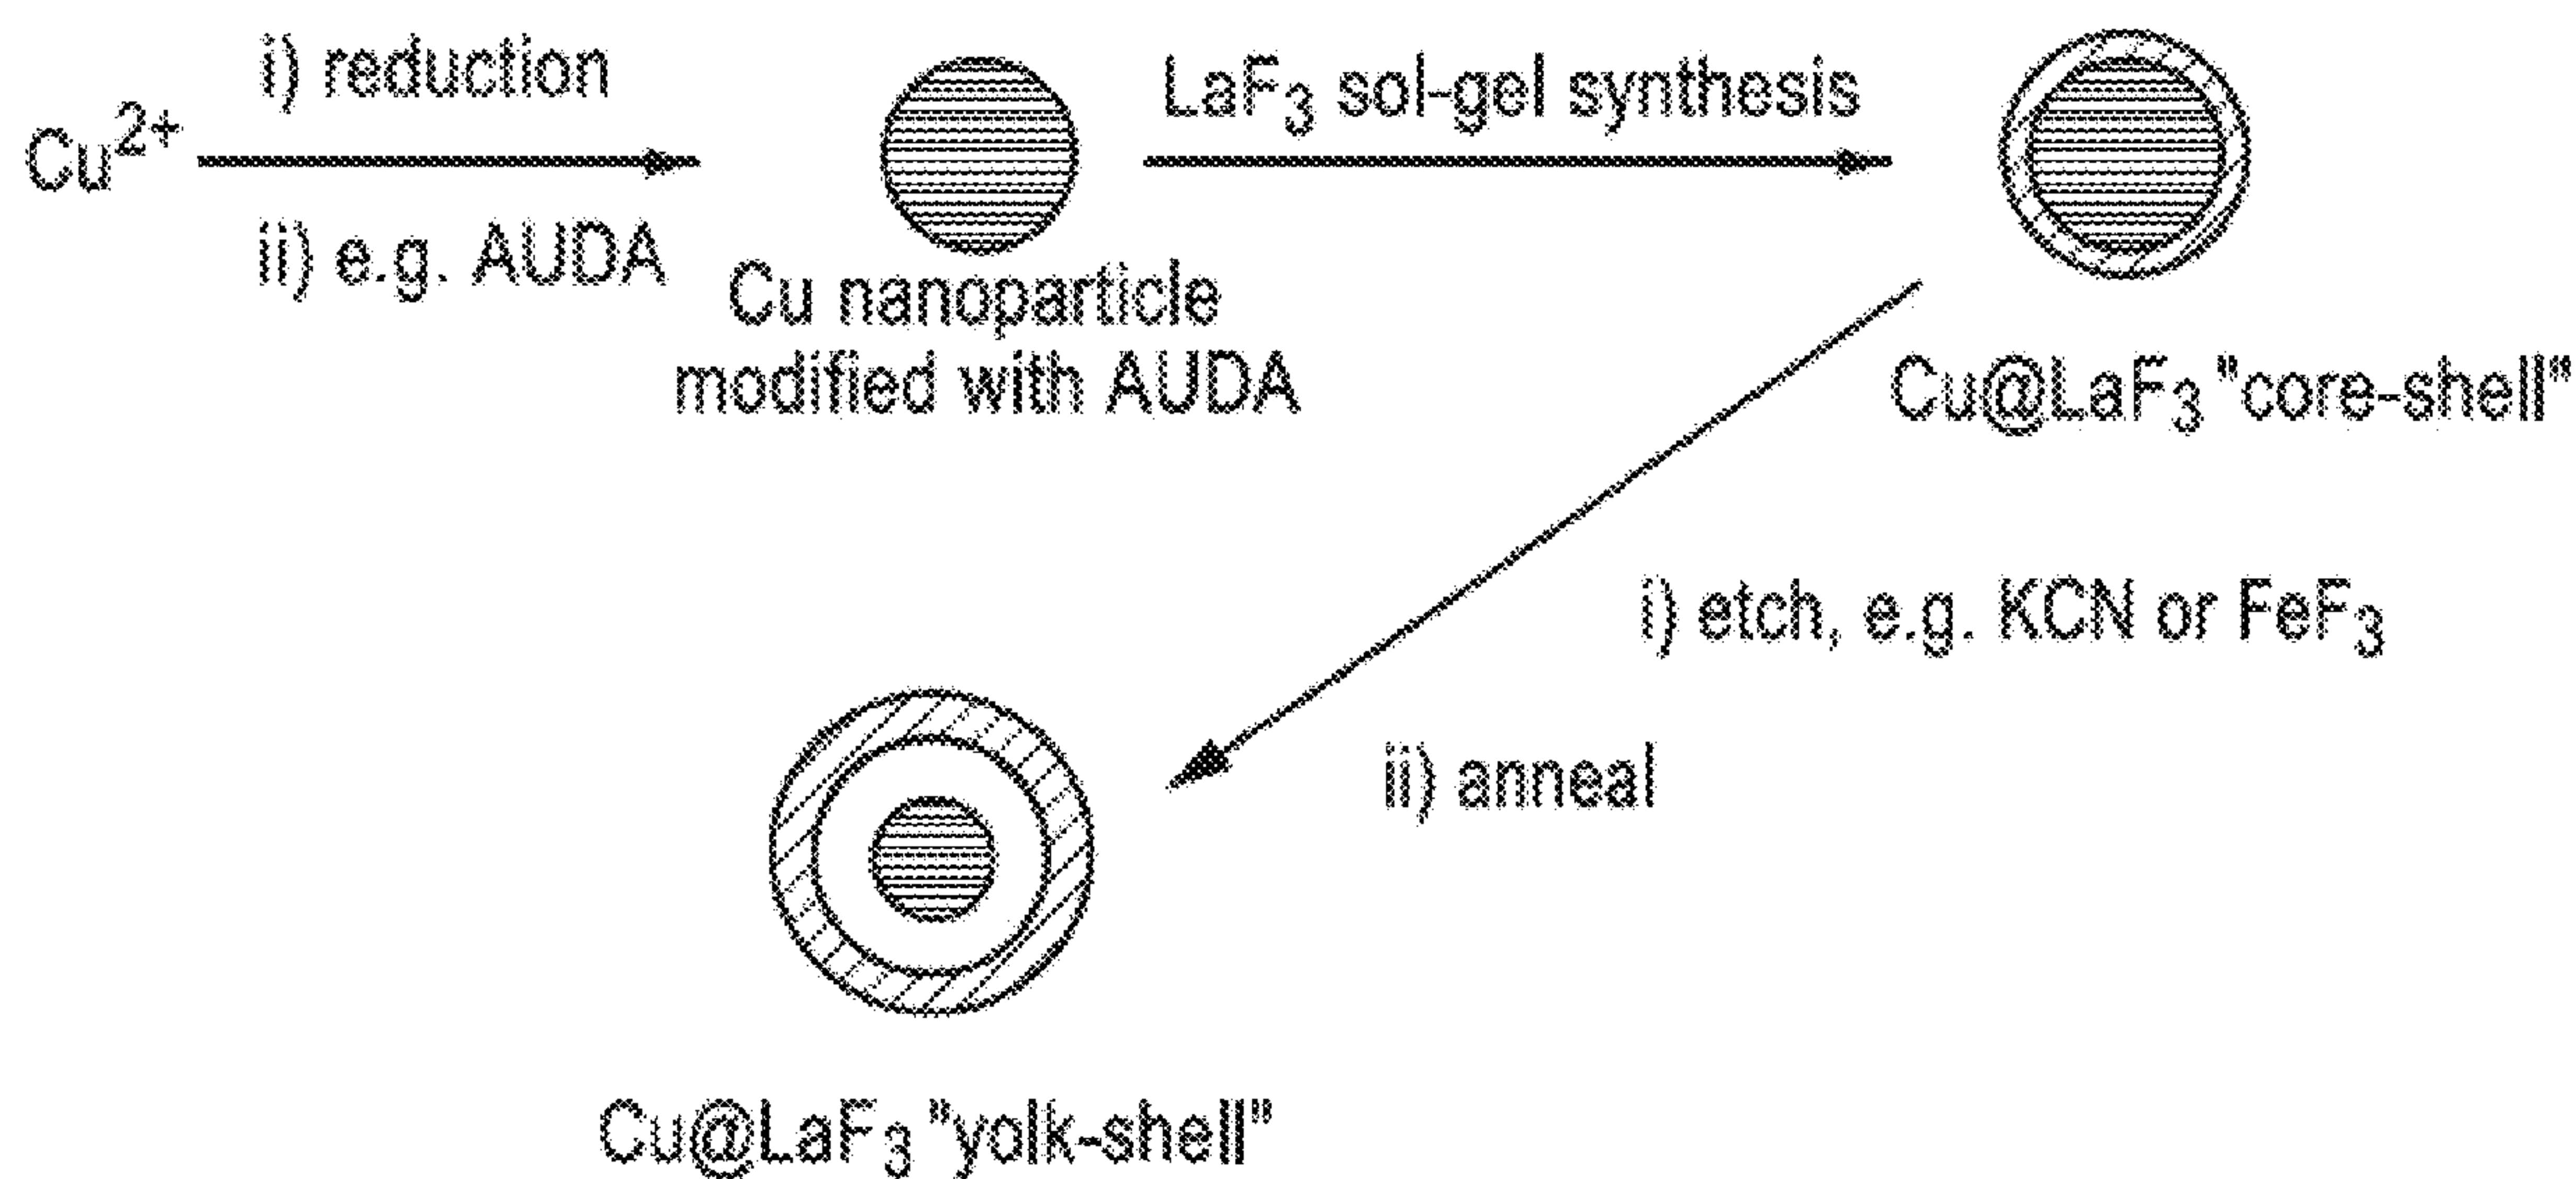 i) reduction
Cu²⁺
ii) e.g. AUDA
Cu nanoparticle
modified with AUDA
LaF₃ sol-gel synthesis
Cu@LaF₃ "core-shell"
i) etch, e.g. KCN or FeF₃
ii) anneal
Cu@LaF₃ "yolk-shell"